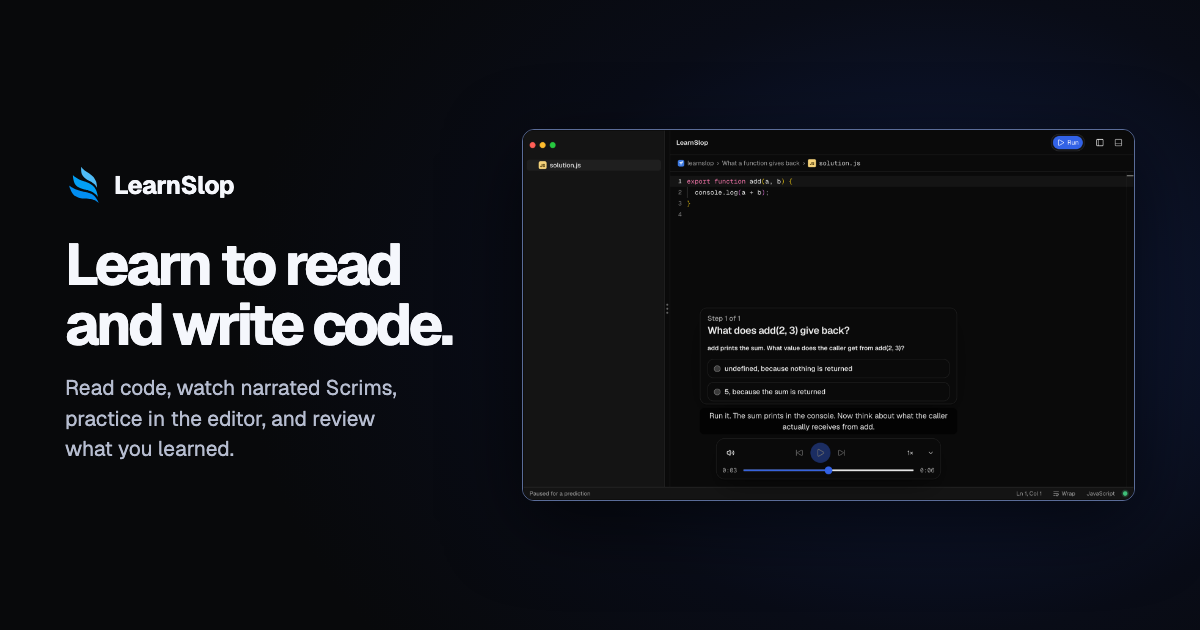 LearnSlop
Learn to read
and write code.
Read code, watch narrated Scrims,
practice in the editor, and review
what you learned.
JS solution.js
LearnSlop
Run
learnslop › What a function gives back › JS solution.js
1 export function add(a, b) {
2 console.log(a + b);
3 }
4
Step 1 of 1
What does add(2, 3) give back?
add prints the sum. What value does the caller get from add(2, 3)?
undefined, because nothing is returned
5, because the sum is returned
Run it. The sum prints in the console. Now think about what the caller
actually receives from add.
1×
0:03 0:06
Paused for a prediction Ln 1, Col 1 Wrap JavaScript